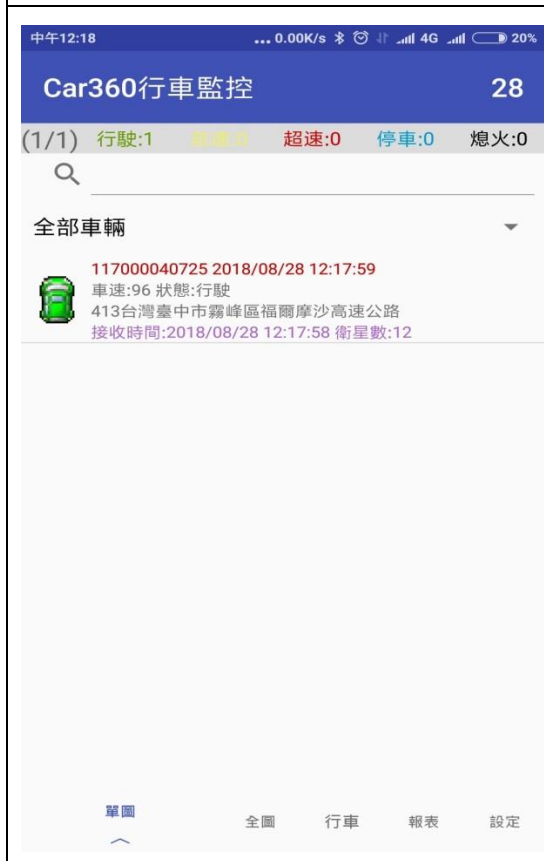 中午12:18 ... 0.00K/s 4G 20%
Car360行車監控 28
(1/1) 行駛:1 怠速:0 超速:0 停車:0 熄火:0
全部車輛
117000040725 2018/08/28 12:17:59
車速:96 狀態:行駛
413台灣臺中市霧峰區福爾摩沙高速公路
接收時間:2018/08/28 12:17:58 衛星數:12
單圖 全圖 行車 報表 設定